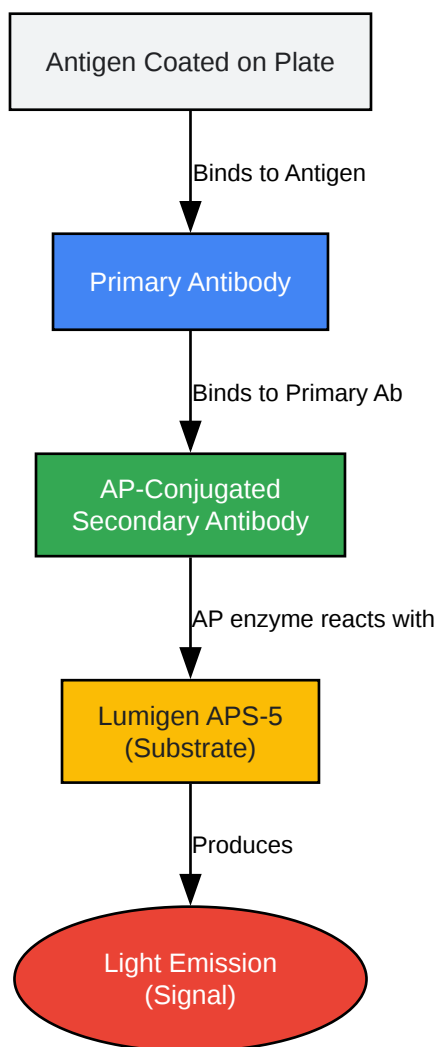 Antigen Coated on Plate
Binds to Antigen
Primary Antibody
Binds to Primary Ab
AP-Conjugated
Secondary Antibody
AP enzyme reacts with
Lumigen APS-5
(Substrate)
Produces
Light Emission
(Signal)